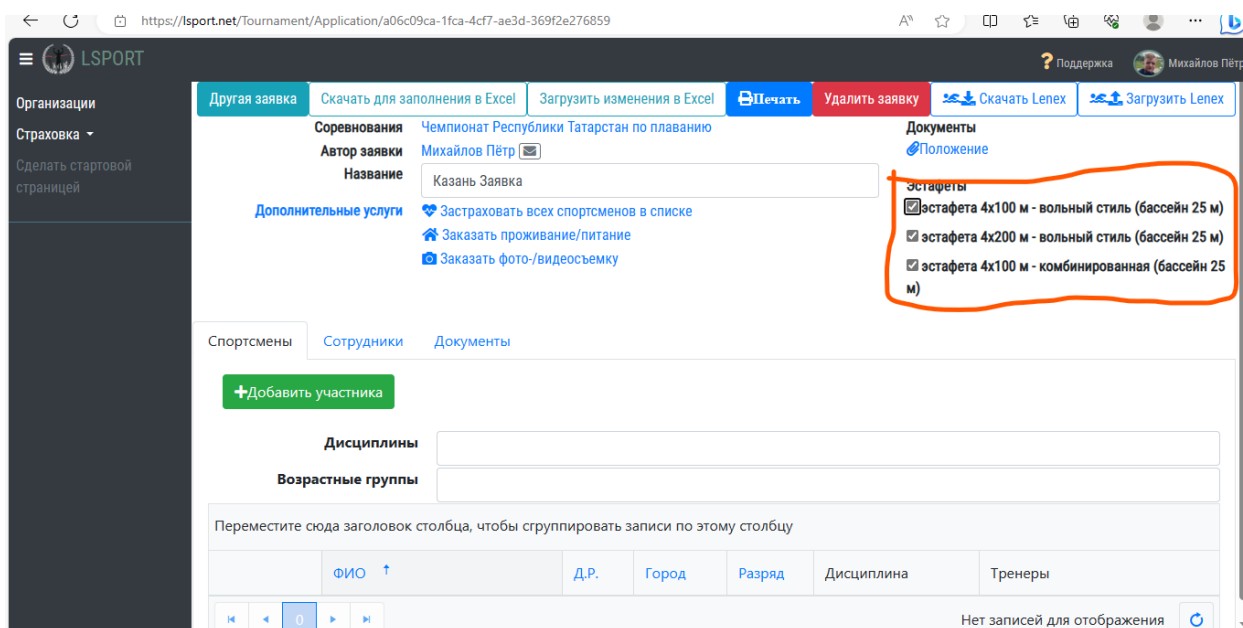 https://lsport.net/Tournament/Application/a06c09ca-1fca-4cf7-ae3d-369f2e276859
LSPORT
Поддержка
Михайлов Пётр
Организации
Страховка
Сделать стартовой
страницей
Другая заявка
Скачать для заполнения в Excel
Загрузить изменения в Excel
Печать
Удалить заявку
Скачать Lenex
Загрузить Lenex
Соревнования Чемпионат Республики Татарстан по плаванию
Автор заявки Михайлов Пётр
Название Казань Заявка
Дополнительные услуги Застраховать всех спортсменов в списке
Заказать проживание/питание
Заказать фото-/видеосъемку
Документы
Положение
Эстафеты
эстафета 4x100 м - вольный стиль (бассейн 25 м)
эстафета 4x200 м - вольный стиль (бассейн 25 м)
эстафета 4x100 м - комбинированная (бассейн 25
м)
Спортсмены Сотрудники Документы
+Добавить участника
Дисциплины
Возрастные группы
Переместите сюда заголовок столбца, чтобы сгруппировать записи по этому столбцу
ФИО ↑ Д.Р. Город Разряд Дисциплина Тренеры
0 Нет записей для отображения